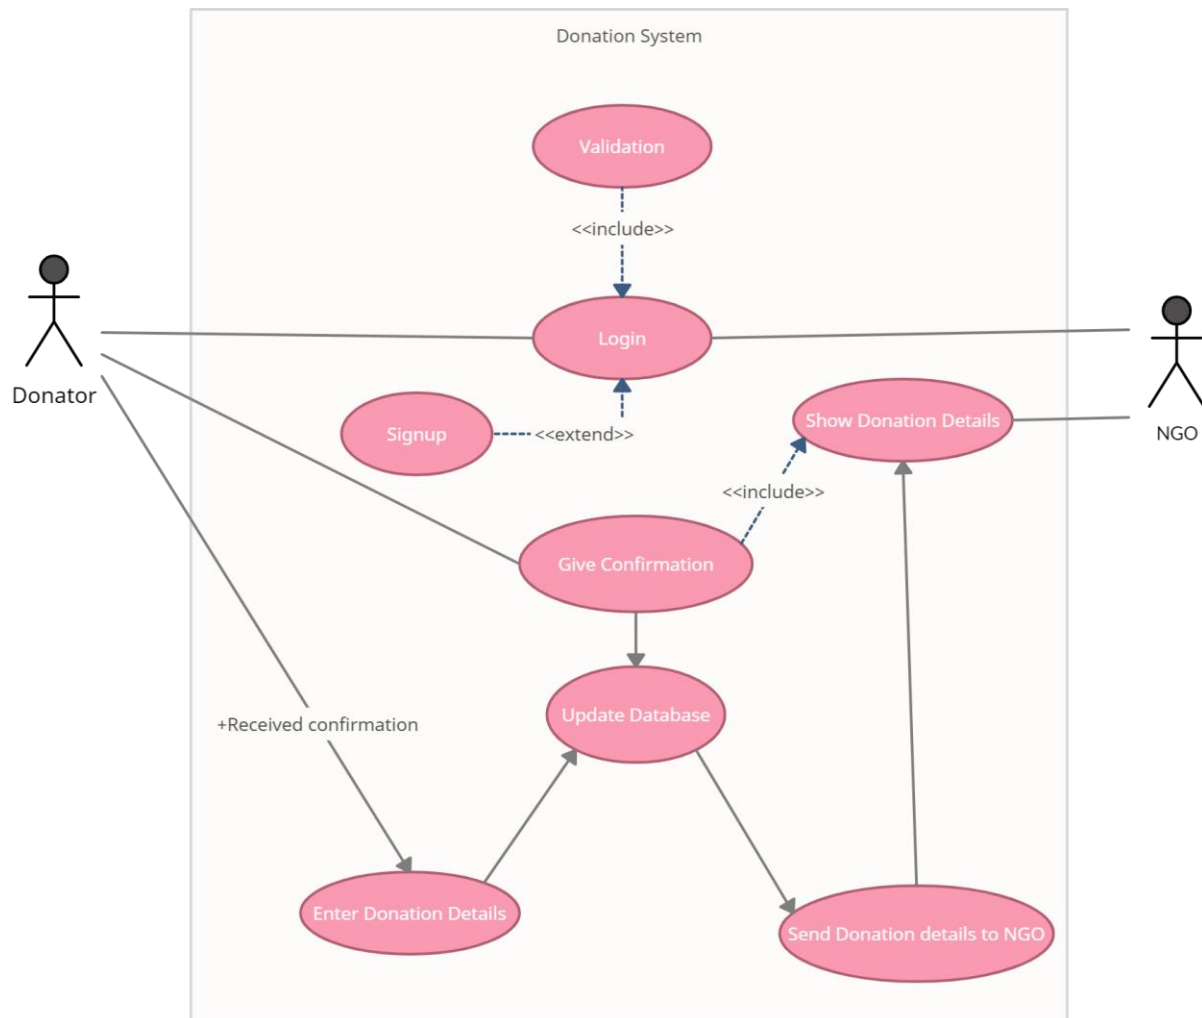 Donation System
Validation
<<include>>
Login
Donator
Signup
<<extend>>
Show Donation Details
NGO
<<include>>
Give Confirmation
Update Database
+Received confirmation
Enter Donation Details
Send Donation details to NGO